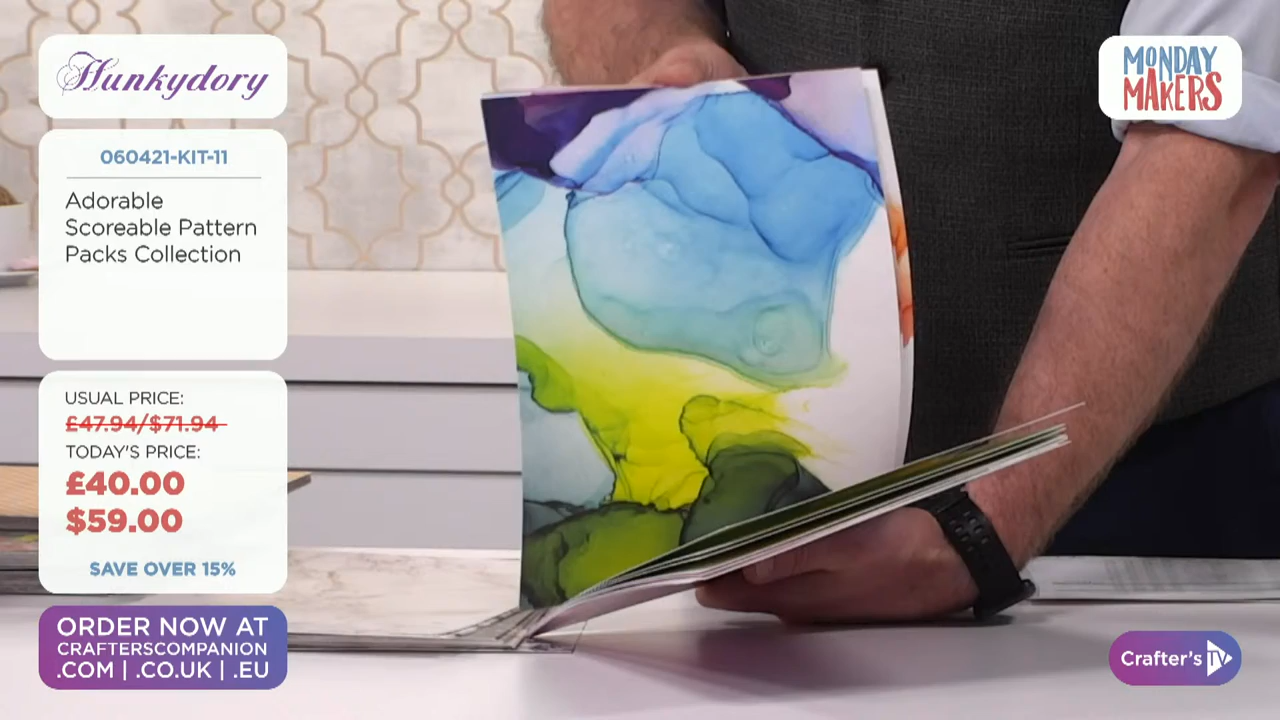 Hunkydory
060421-KIT-11
Adorable
Scoreable Pattern
Packs Collection
USUAL PRICE:
£47.94/$71.94
TODAY'S PRICE:
£40.00
$59.00
SAVE OVER 15%
ORDER NOW AT
CRAFTERSCOMPANION
.COM | .CO.UK | .EU
MONDAY
MAKERS
Crafter's TV